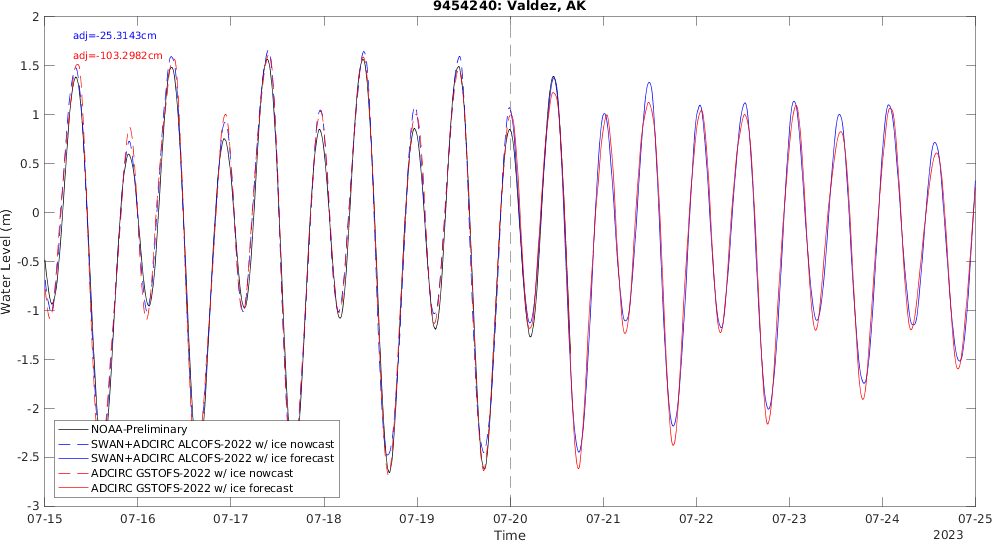 9454240: Valdez, AK
adj=-25.3143cm
adj=-103.2982cm
Water Level (m)
2
1.5
1
0.5
0
-0.5
-1
-1.5
-2
-2.5
-3
NOAA-Preliminary
SWAN+ADCIRC ALCOFS-2022 w/ ice nowcast
SWAN+ADCIRC ALCOFS-2022 w/ ice forecast
ADCIRC GSTOFS-2022 w/ ice nowcast
ADCIRC GSTOFS-2022 w/ ice forecast
07-15 07-16 07-17 07-18 07-19 07-20 07-21 07-22 07-23 07-24 07-25
Time
2023